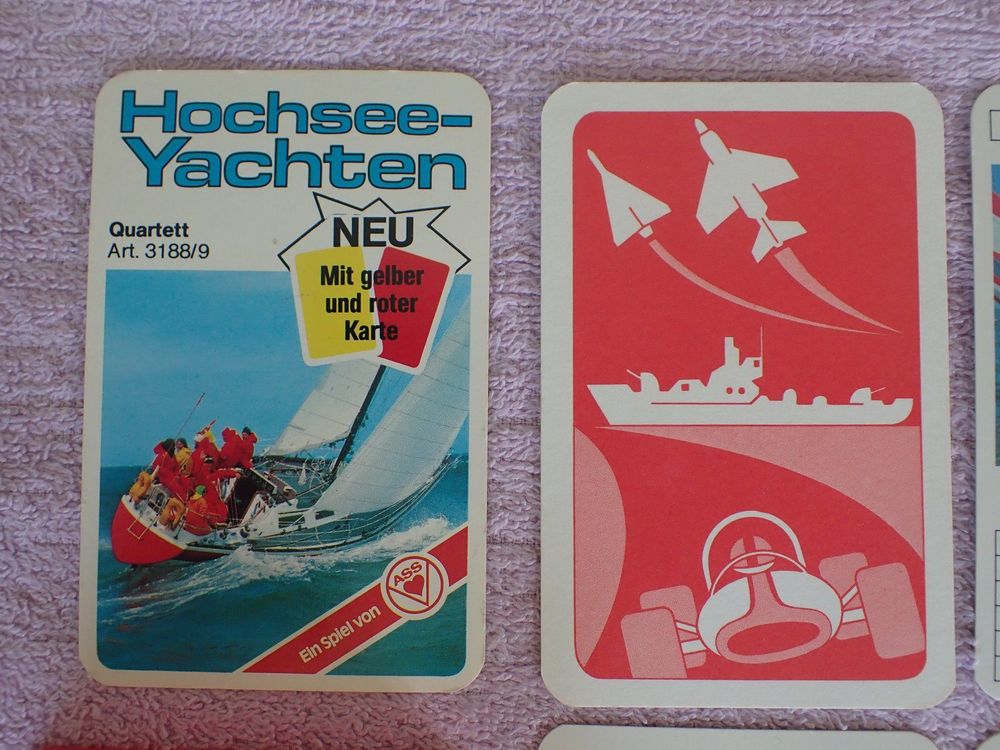 Hochsee-
Yachten
Quartett
Art. 3188/9
NEU
Mit gelber
und roter
Karte
Ein Spiel von
ASS